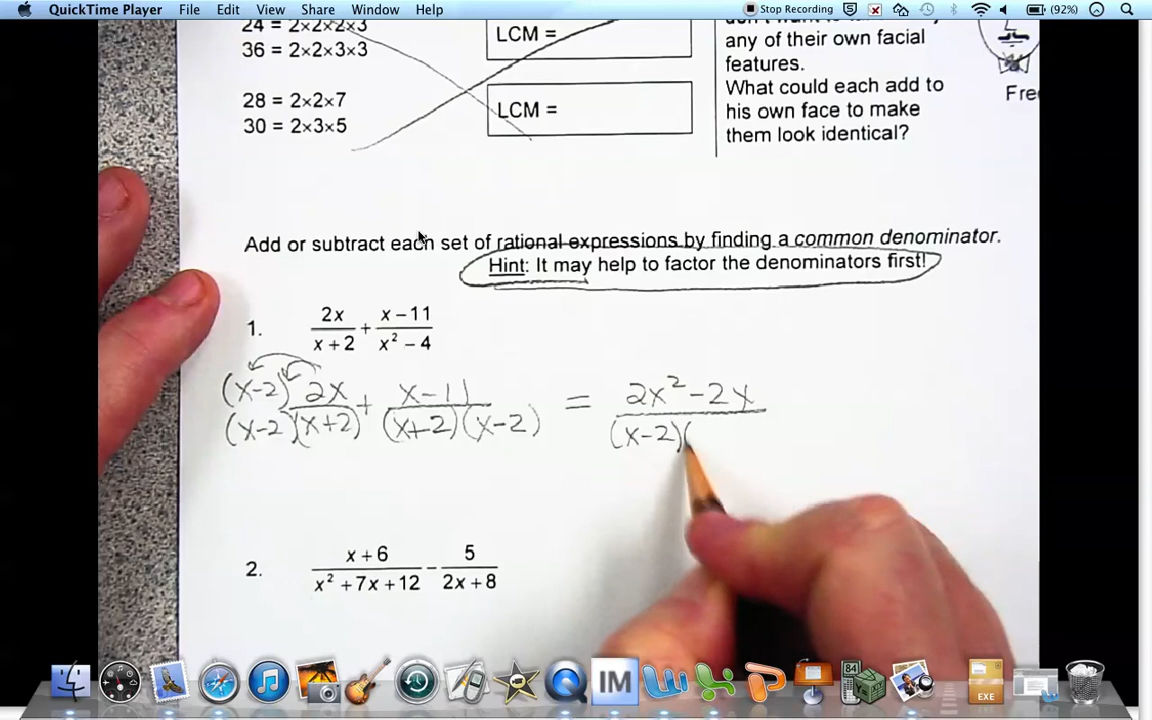 QuickTime Player File Edit View Share Window Help Stop Recording (92%)
24 = 2×2×2×3
36 = 2×2×3×3
LCM =
28 = 2×2×7
30 = 2×3×5
LCM =
any of their own facial
features.
What could each add to
his own face to make
them look identical?
Fre
Add or subtract each set of rational expressions by finding a common denominator.
Hint: It may help to factor the denominators first!
1. 2x/(x + 2) + (x − 11)/(x² − 4)
(x-2) 2x + x-11 = 2x² - 2x
(x-2)(x+2) (x+2)(x-2) (x-2)(
2. (x + 6)/(x² + 7x + 12) − 5/(2x + 8)
IM
84
EXE